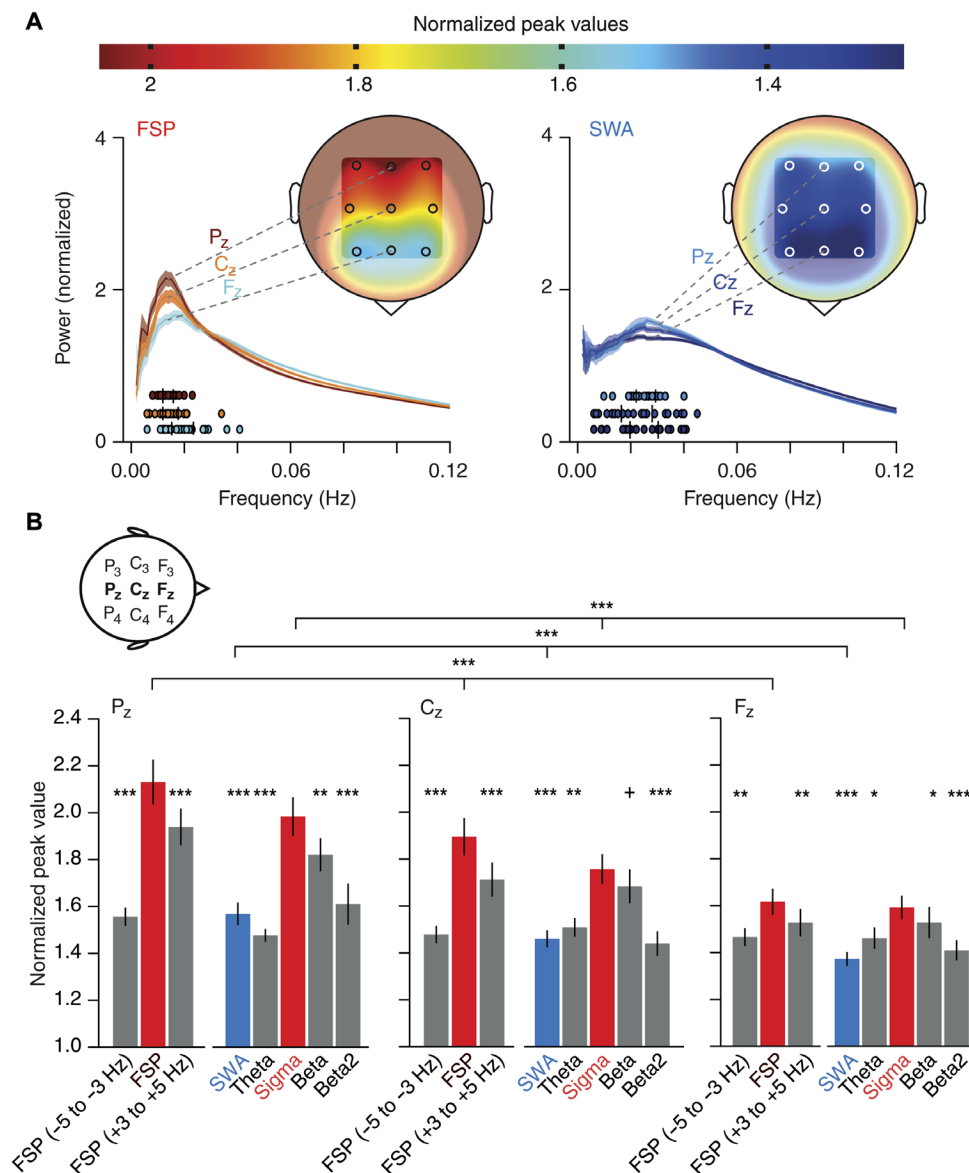 A
Normalized peak values
2 1.8 1.6 1.4
FSP
SWA
4
4
Power (normalized)
Pz
Cz
Fz
Pz
Cz
Fz
2
2
0
0
0.00 0.06 0.12
0.00 0.06 0.12
Frequency (Hz)
Frequency (Hz)
B
P3 C3 F3
Pz Cz Fz
P4 C4 F4
***
***
***
Pz
Cz
Fz
Normalized peak value
2.4
2.2
2.0
1.8
1.6
1.4
1.2
1.0
*** *** *** *** ** ***
*** *** *** ** + ***
** ** *** * * ***
FSP (−5 to −3 Hz)
FSP
FSP (+3 to +5 Hz)
SWA
Theta
Sigma
Beta
Beta2
FSP (−5 to −3 Hz)
FSP
FSP (+3 to +5 Hz)
SWA
Theta
Sigma
Beta
Beta2
FSP (−5 to −3 Hz)
FSP
FSP (+3 to +5 Hz)
SWA
Theta
Sigma
Beta
Beta2